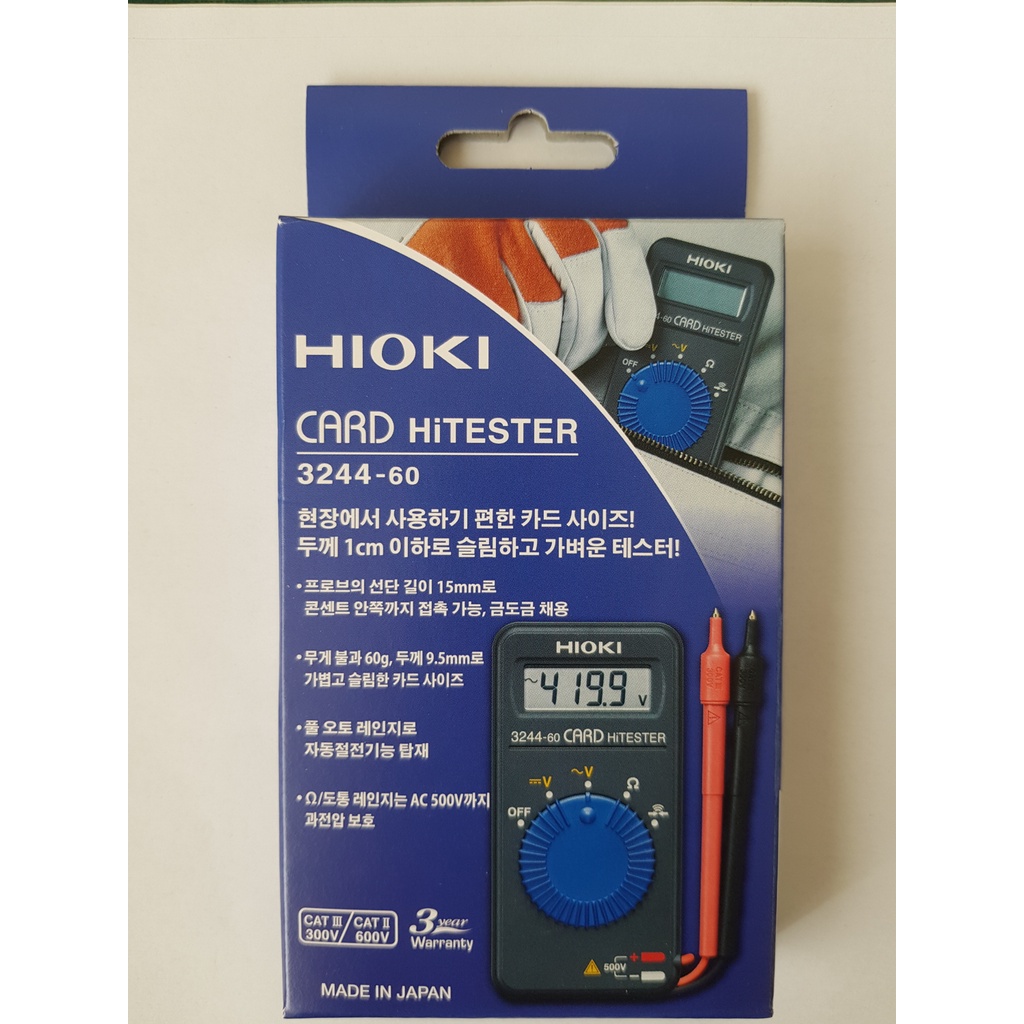 HIOKI
4-60 CARD HiTESTER
OFF
~V
Ω
HIOKI
CARD HiTESTER
3244-60
현장에서 사용하기 편한 카드 사이즈!
두께 1cm 이하로 슬림하고 가벼운 테스터!
•프로브의 선단 길이 15mm로
콘센트 안쪽까지 접촉 가능, 금도금 채용
•무게 불과 60g, 두께 9.5mm로
가볍고 슬림한 카드 사이즈
•풀 오토 레인지로
자동절전기능 탑재
•Ω/도통 레인지는 AC 500V까지
과전압 보호
HIOKI
~419.9 V
3244-60 CARD HiTESTER
OFF
⎓V
~V
Ω
500V
+
−
CAT III 300V / CAT II 600V
3 year
Warranty
MADE IN JAPAN